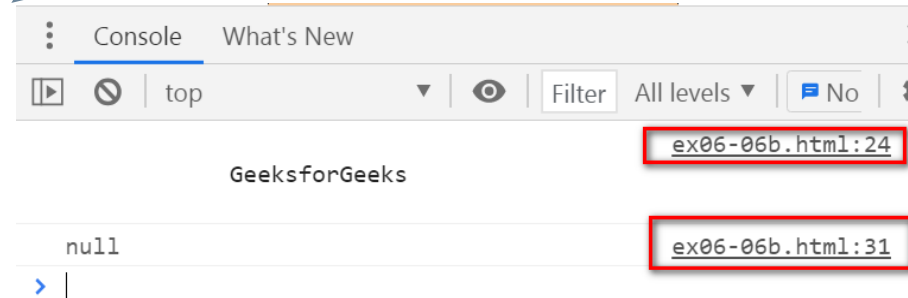 Console What's New
top ▼ Filter All levels ▼ No
ex06-06b.html:24
GeeksforGeeks
null ex06-06b.html:31
>